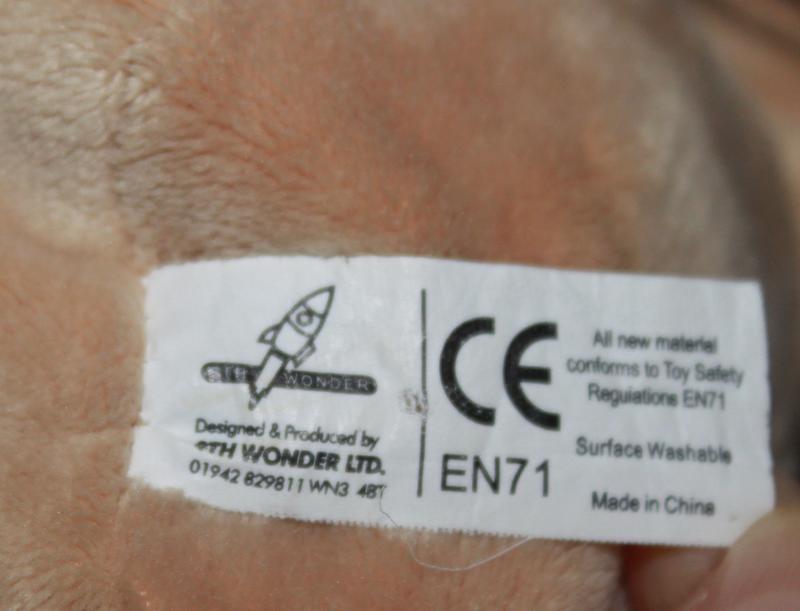 8TH WONDER
Designed & Produced by
8TH WONDER LTD.
01942 829811 WN3 4BT
CE
EN71
All new material
conforms to Toy Safety
Regulations EN71
Surface Washable
Made in China